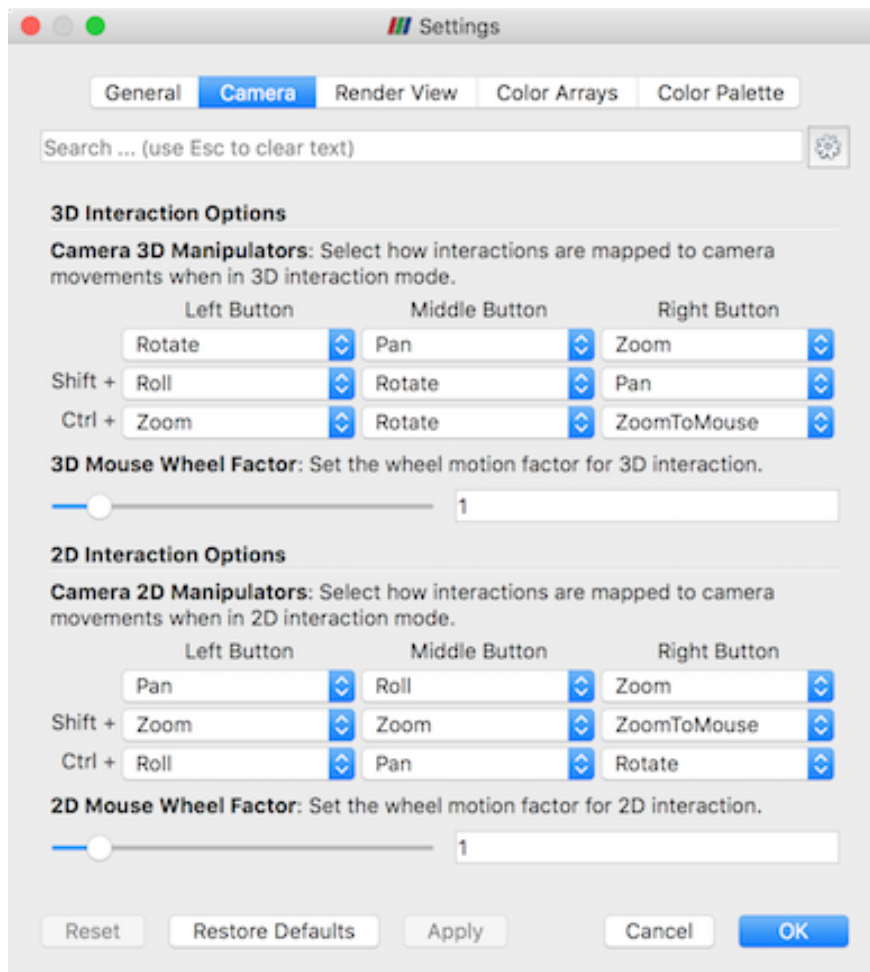 Settings
General Camera Render View Color Arrays Color Palette
Search ... (use Esc to clear text)
3D Interaction Options
Camera 3D Manipulators: Select how interactions are mapped to camera
movements when in 3D interaction mode.
Left Button Middle Button Right Button
Rotate Pan Zoom
Shift + Roll Rotate Pan
Ctrl + Zoom Rotate ZoomToMouse
3D Mouse Wheel Factor: Set the wheel motion factor for 3D interaction.
1
2D Interaction Options
Camera 2D Manipulators: Select how interactions are mapped to camera
movements when in 2D interaction mode.
Left Button Middle Button Right Button
Pan Roll Zoom
Shift + Zoom Zoom ZoomToMouse
Ctrl + Roll Pan Rotate
2D Mouse Wheel Factor: Set the wheel motion factor for 2D interaction.
1
Reset Restore Defaults Apply Cancel OK